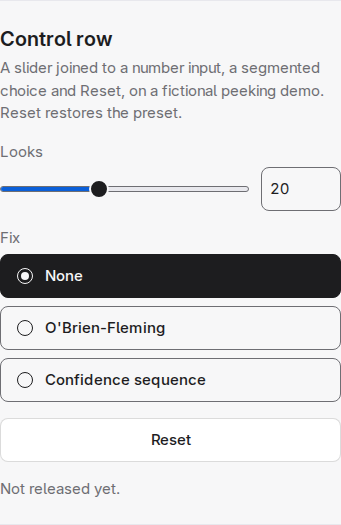 Control row
A slider joined to a number input, a segmented
choice and Reset, on a fictional peeking demo.
Reset restores the preset.
Looks
20
Fix
None
O'Brien-Fleming
Confidence sequence
Reset
Not released yet.